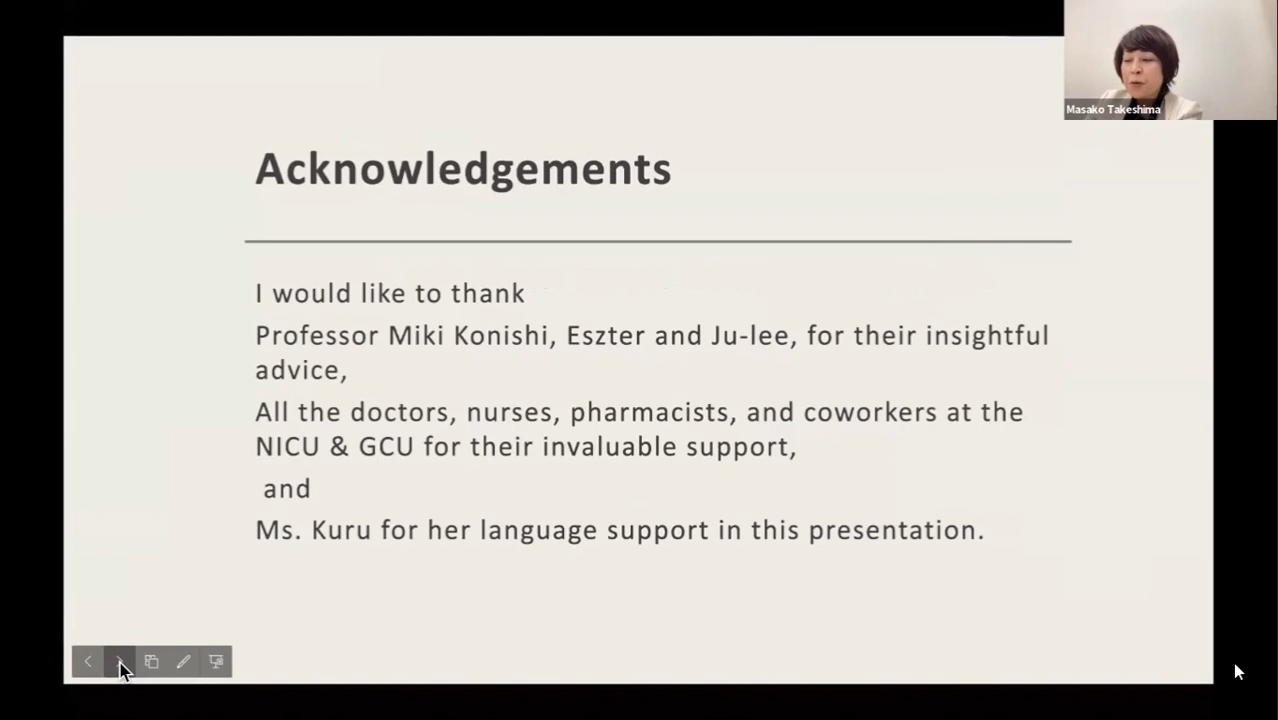 Masako Takeshima
Acknowledgements
I would like to thank
Professor Miki Konishi, Eszter and Ju-lee, for their insightful
advice,
All the doctors, nurses, pharmacists, and coworkers at the
NICU & GCU for their invaluable support,
and
Ms. Kuru for her language support in this presentation.